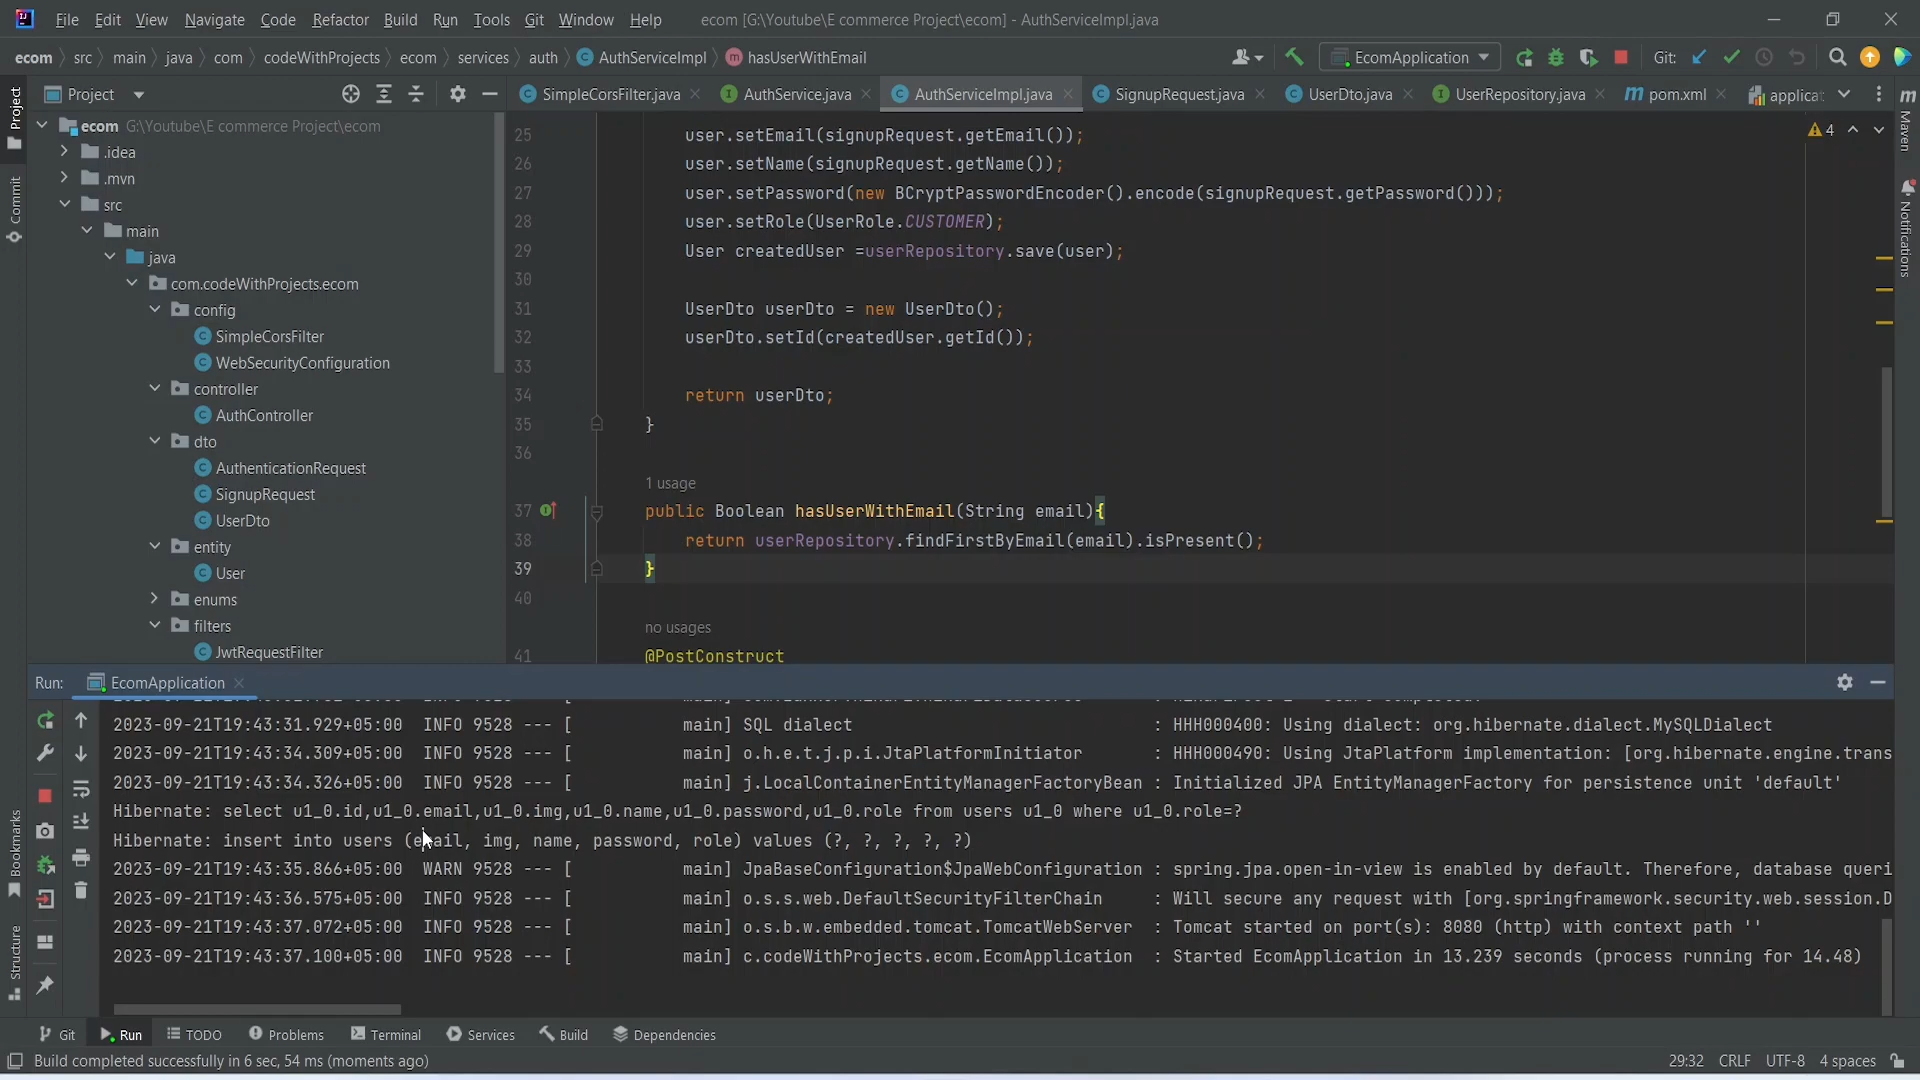 File Edit View Navigate Code Refactor Build Run Tools Git Window Help ecom [G:\Youtube\E commerce Project\ecom] - AuthServiceImpl.java
ecom src main java com codeWithProjects ecom services auth AuthServiceImpl hasUserWithEmail EcomApplication Git:
Project
SimpleCorsFilter.java AuthService.java AuthServiceImpl.java SignupRequest.java UserDto.java UserRepository.java pom.xml applicat
Project
Commit
Bookmarks
Structure
Maven
Notifications
ecom G:\Youtube\E commerce Project\ecom
.idea
.mvn
src
main
java
com.codeWithProjects.ecom
config
SimpleCorsFilter
WebSecurityConfiguration
controller
AuthController
dto
AuthenticationRequest
SignupRequest
UserDto
entity
User
enums
filters
JwtRequestFilter
4
25 user.setEmail(signupRequest.getEmail());
26 user.setName(signupRequest.getName());
27 user.setPassword(new BCryptPasswordEncoder().encode(signupRequest.getPassword()));
28 user.setRole(UserRole.CUSTOMER);
29 User createdUser =userRepository.save(user);
30
31 UserDto userDto = new UserDto();
32 userDto.setId(createdUser.getId());
33
34 return userDto;
35 }
36
1 usage
37 public Boolean hasUserWithEmail(String email){
38 return userRepository.findFirstByEmail(email).isPresent();
39 }
40
no usages
41 @PostConstruct
Run: EcomApplication
2023-09-21T19:43:31.929+05:00 INFO 9528 --- [ main] SQL dialect : HHH000400: Using dialect: org.hibernate.dialect.MySQLDialect
2023-09-21T19:43:34.309+05:00 INFO 9528 --- [ main] o.h.e.t.j.p.i.JtaPlatformInitiator : HHH000490: Using JtaPlatform implementation: [org.hibernate.engine.trans
2023-09-21T19:43:34.326+05:00 INFO 9528 --- [ main] j.LocalContainerEntityManagerFactoryBean : Initialized JPA EntityManagerFactory for persistence unit 'default'
Hibernate: select u1_0.id,u1_0.email,u1_0.img,u1_0.name,u1_0.password,u1_0.role from users u1_0 where u1_0.role=?
Hibernate: insert into users (email, img, name, password, role) values (?, ?, ?, ?, ?)
2023-09-21T19:43:35.866+05:00 WARN 9528 --- [ main] JpaBaseConfiguration$JpaWebConfiguration : spring.jpa.open-in-view is enabled by default. Therefore, database queri
2023-09-21T19:43:36.575+05:00 INFO 9528 --- [ main] o.s.s.web.DefaultSecurityFilterChain : Will secure any request with [org.springframework.security.web.session.D
2023-09-21T19:43:37.072+05:00 INFO 9528 --- [ main] o.s.b.w.embedded.tomcat.TomcatWebServer : Tomcat started on port(s): 8080 (http) with context path ''
2023-09-21T19:43:37.100+05:00 INFO 9528 --- [ main] c.codeWithProjects.ecom.EcomApplication : Started EcomApplication in 13.239 seconds (process running for 14.48)
Git Run TODO Problems Terminal Services Build Dependencies
Build completed successfully in 6 sec, 54 ms (moments ago) 29:32 CRLF UTF-8 4 spaces